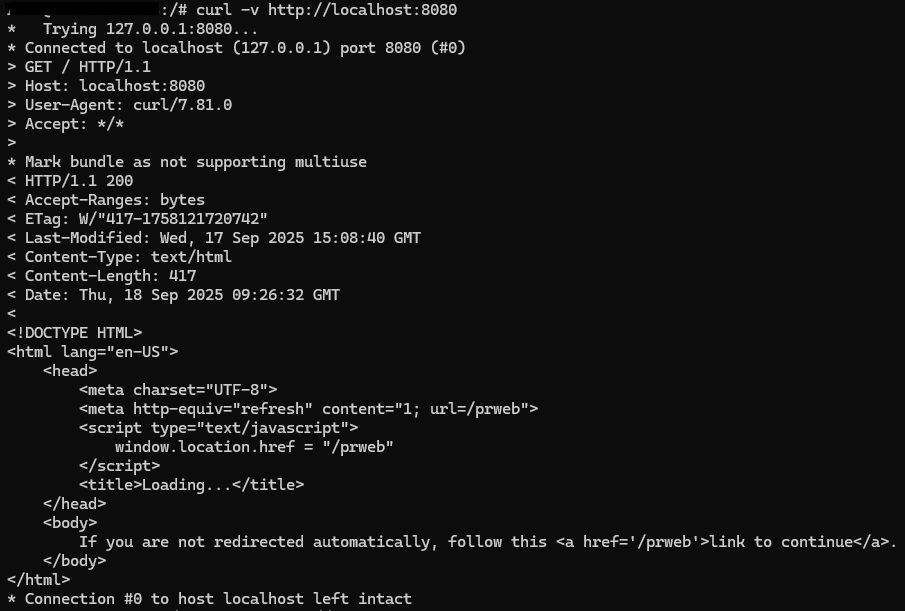 :/# curl -v http://localhost:8080
*   Trying 127.0.0.1:8080...
* Connected to localhost (127.0.0.1) port 8080 (#0)
> GET / HTTP/1.1
> Host: localhost:8080
> User-Agent: curl/7.81.0
> Accept: */*
>
* Mark bundle as not supporting multiuse
< HTTP/1.1 200
< Accept-Ranges: bytes
< ETag: W/"417-1758121720742"
< Last-Modified: Wed, 17 Sep 2025 15:08:40 GMT
< Content-Type: text/html
< Content-Length: 417
< Date: Thu, 18 Sep 2025 09:26:32 GMT
<
<!DOCTYPE HTML>
<html lang="en-US">
    <head>
        <meta charset="UTF-8">
        <meta http-equiv="refresh" content="1; url=/prweb">
        <script type="text/javascript">
            window.location.href = "/prweb"
        </script>
        <title>Loading...</title>
    </head>
    <body>
        If you are not redirected automatically, follow this <a href='/prweb'>link to continue</a>.
    </body>
</html>
* Connection #0 to host localhost left intact